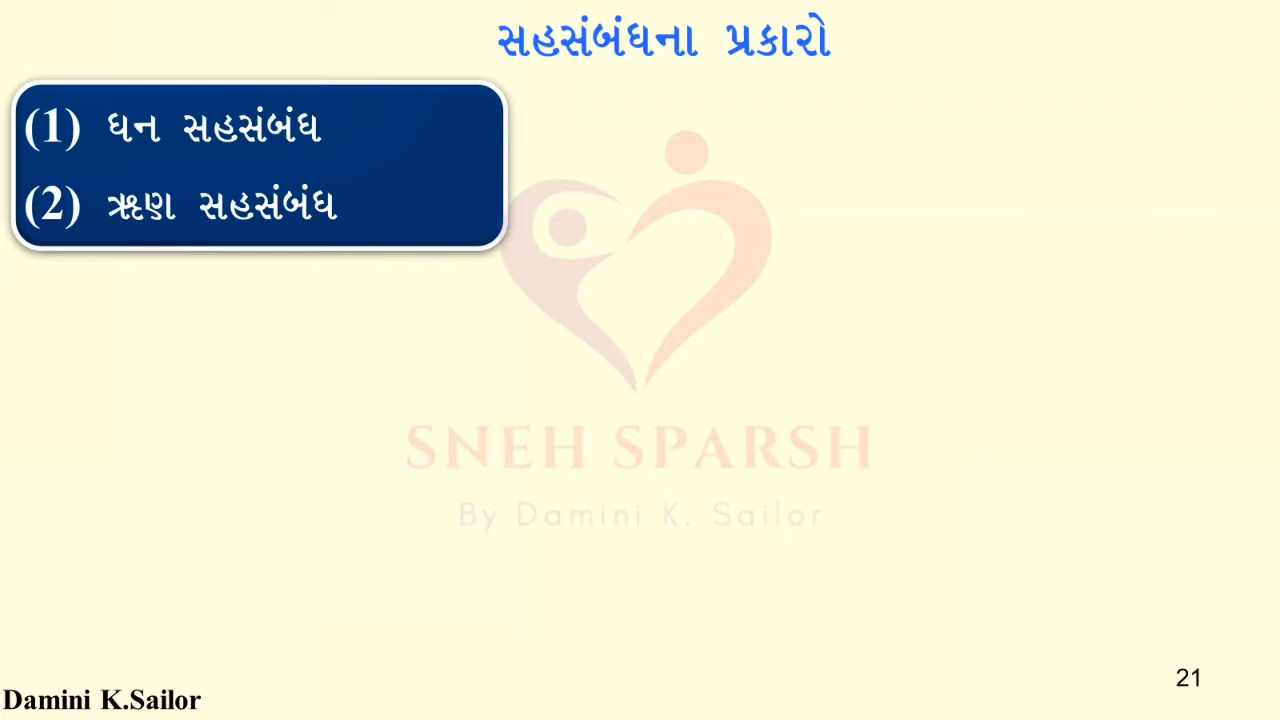 સહસંબંધના પ્રકારો
(1) ધન સહસંબંધ
(2) ઋણ સહસંબંધ
SNEH SPARSH
By Damini K. Sailor
21
Damini K.Sailor